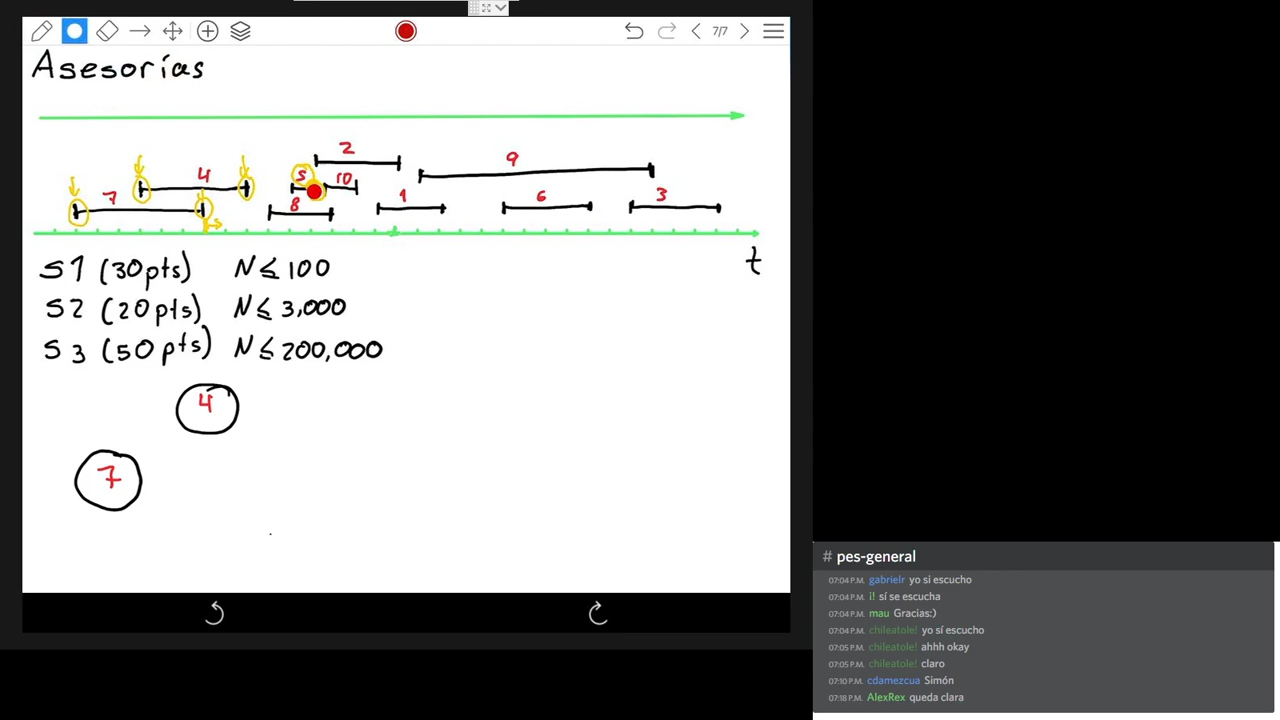 7/7
Asesorías
2
9
5
4
10
7
8
1
6
3
t
S1 (30pts) N ≤ 100
S2 (20pts) N ≤ 3,000
S3 (50pts) N ≤ 200,000
4
7
# pes-general
07:04 P.M. gabrielr yo si escucho
07:04 P.M. i! sí se escucha
07:04 P.M. mau Gracias:)
07:04 P.M. chileatole! yo sí escucho
07:05 P.M. chileatole! ahhh okay
07:05 P.M. chileatole! claro
07:10 P.M. cdamezcua Simón
07:18 P.M. AlexRex queda clara